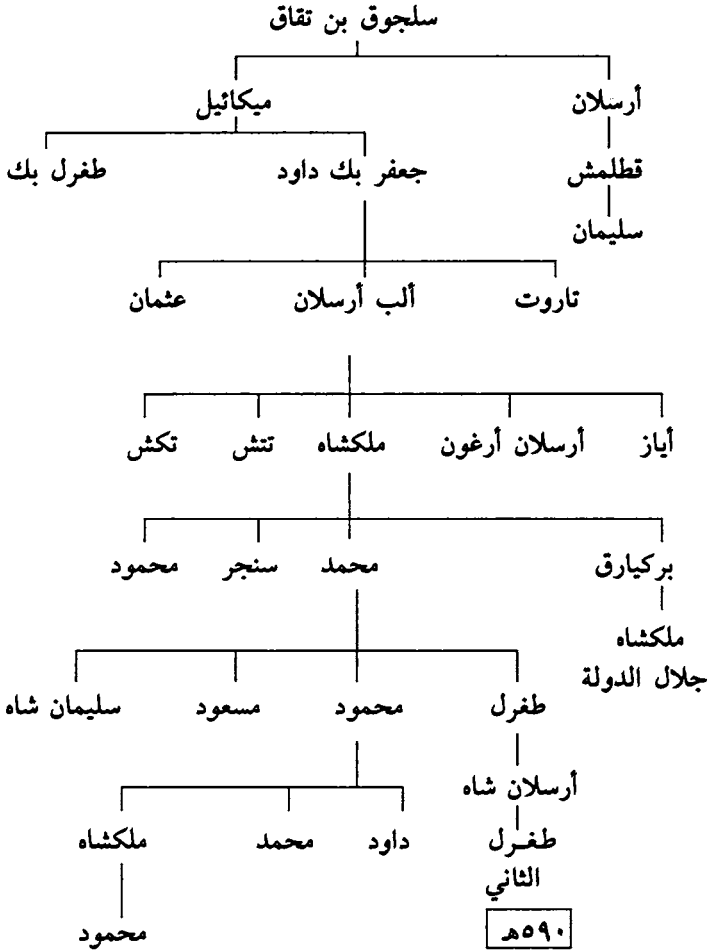 سلجوق بن تقاق
أرسلان ميكائيل
قطلمش جعفر بك داود طغرل بك
سليمان
تاروت ألب أرسلان عثمان
أياز أرسلان أرغون ملكشاه تتش تكش
بركيارق محمد سنجر محمود
ملكشاه
جلال الدولة
طغرل محمود مسعود سليمان شاه
أرسلان شاه
طغرل داود محمد ملكشاه
الثاني
٥٩٠هـ محمود